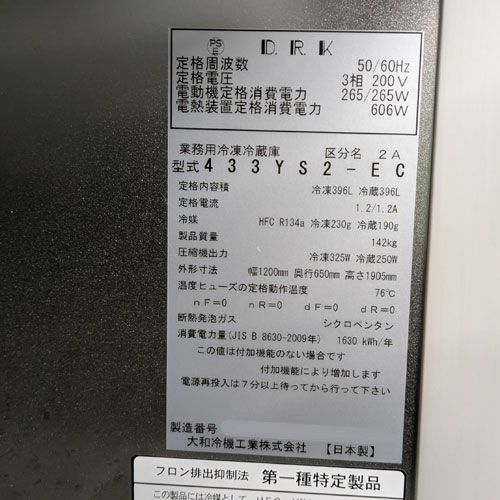 PS E D.R.K
定格周波数 50/60Hz
定格電圧 3相 200V
電動機定格消費電力 265/265W
電熱装置定格消費電力 606W
業務用冷凍冷蔵庫 区分名 2A
型式 433YS2-EC
定格内容積 冷凍396L 冷蔵396L
定格電流 1.2/1.2A
冷媒 HFC R134a 冷凍230g 冷蔵190g
製品質量 142kg
圧縮機出力 冷凍325W 冷蔵250W
外形寸法 幅1200mm 奥行650mm 高さ1905mm
温度ヒューズの定格動作温度 76℃
nF=0 nR=0 dF=0 dR=0
断熱発泡ガス シクロペンタン
消費電力量(JIS B 8630-2009年) 1630 kWh/年
この値は付加機能のない場合です
付加機能により増加します
電源再投入は7分以上待ってから行って下さい
製造番号
大和冷機工業株式会社 【日本製】
フロン排出抑制法 第一種特定製品